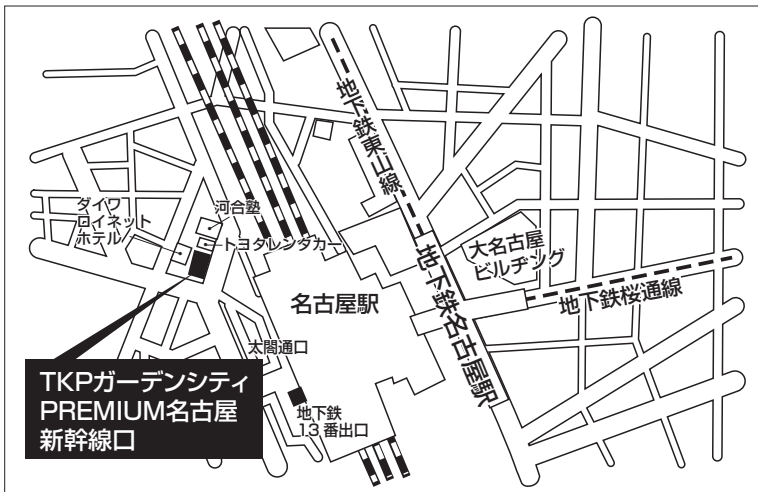 地下鉄東山線
河合塾
ダイワ
ロイネット
ホテル
トヨタレンダカー
大名古屋
ビルヂング
地下鉄桜通線
名古屋駅
地下鉄名古屋駅
太閤通口
TKPガーデンシティ
PREMIUM名古屋
新幹線口
地下鉄
13番出口